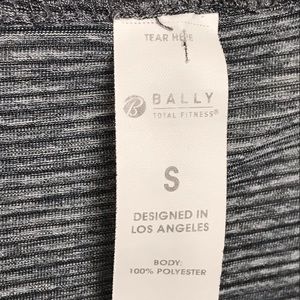 TEAR HERE
B BALLY
TOTAL FITNESS®
S
DESIGNED IN
LOS ANGELES
BODY:
100% POLYESTER